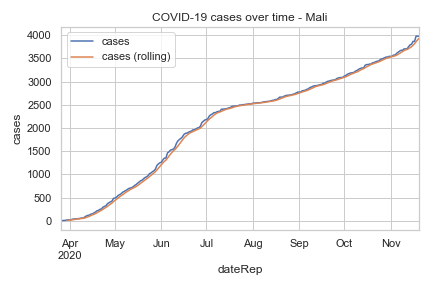 COVID-19 cases over time - Mali
cases
cases (rolling)
4000
3500
3000
2500
2000
1500
1000
500
0
cases
Apr May Jun Jul Aug Sep Oct Nov
2020
dateRep